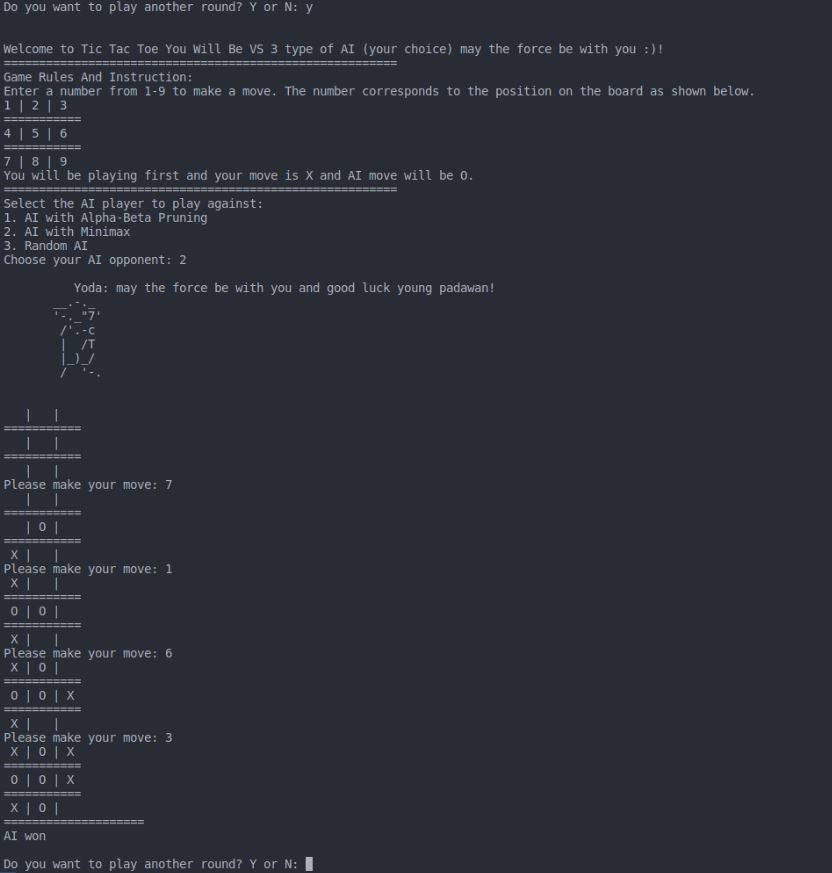 Do you want to play another round? Y or N: y
Welcome to Tic Tac Toe You Will Be VS 3 type of AI (your choice) may the force be with you :)!
========================================================
Game Rules And Instruction:
Enter a number from 1-9 to make a move. The number corresponds to the position on the board as shown below.
1 | 2 | 3
===========
4 | 5 | 6
===========
7 | 8 | 9
You will be playing first and your move is X and AI move will be O.
========================================================
Select the AI player to play against:
1. AI with Alpha-Beta Pruning
2. AI with Minimax
3. Random AI
Choose your AI opponent: 2
          Yoda: may the force be with you and good luck young padawan!
       __.-._
       '-._"7'
        /'.-c
        |  /T
        |_)_/
        /  '-.
   |   |
===========
   |   |
===========
   |   |
Please make your move: 7
   |   |
===========
   | O |
===========
 X |   |
Please make your move: 1
 X |   |
===========
 O | O |
===========
 X |   |
Please make your move: 6
 X | O |
===========
 O | O | X
===========
 X |   |
Please make your move: 3
 X | O | X
===========
 O | O | X
===========
 X | O |
====================
AI won
Do you want to play another round? Y or N: